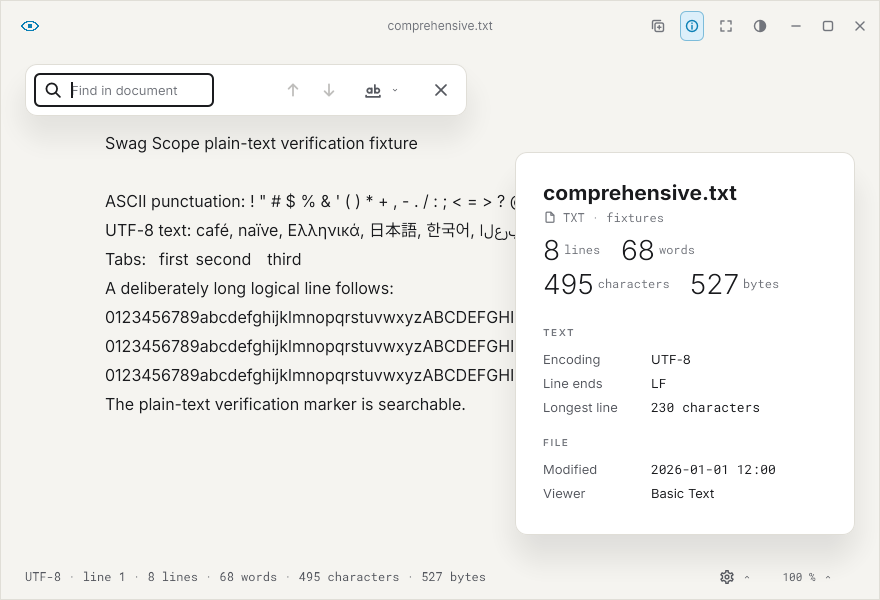 comprehensive.txt
Find in document
ab
Swag Scope plain-text verification fixture
ASCII punctuation: ! " # $ % & ' ( ) * + , - . / : ; < = > ?
UTF-8 text: café, naïve, Ελληνικά, 日本語, 한국어,
Tabs: first second third
A deliberately long logical line follows:
0123456789abcdefghijklmnopqrstuvwxyzABCDEFGHI
0123456789abcdefghijklmnopqrstuvwxyzABCDEFGHI
0123456789abcdefghijklmnopqrstuvwxyzABCDEFGHI
The plain-text verification marker is searchable.
comprehensive.txt
TXT · fixtures
8 lines 68 words
495 characters 527 bytes
TEXT
Encoding UTF-8
Line ends LF
Longest line 230 characters
FILE
Modified 2026-01-01 12:00
Viewer Basic Text
UTF-8 · line 1 · 8 lines · 68 words · 495 characters · 527 bytes
100 %